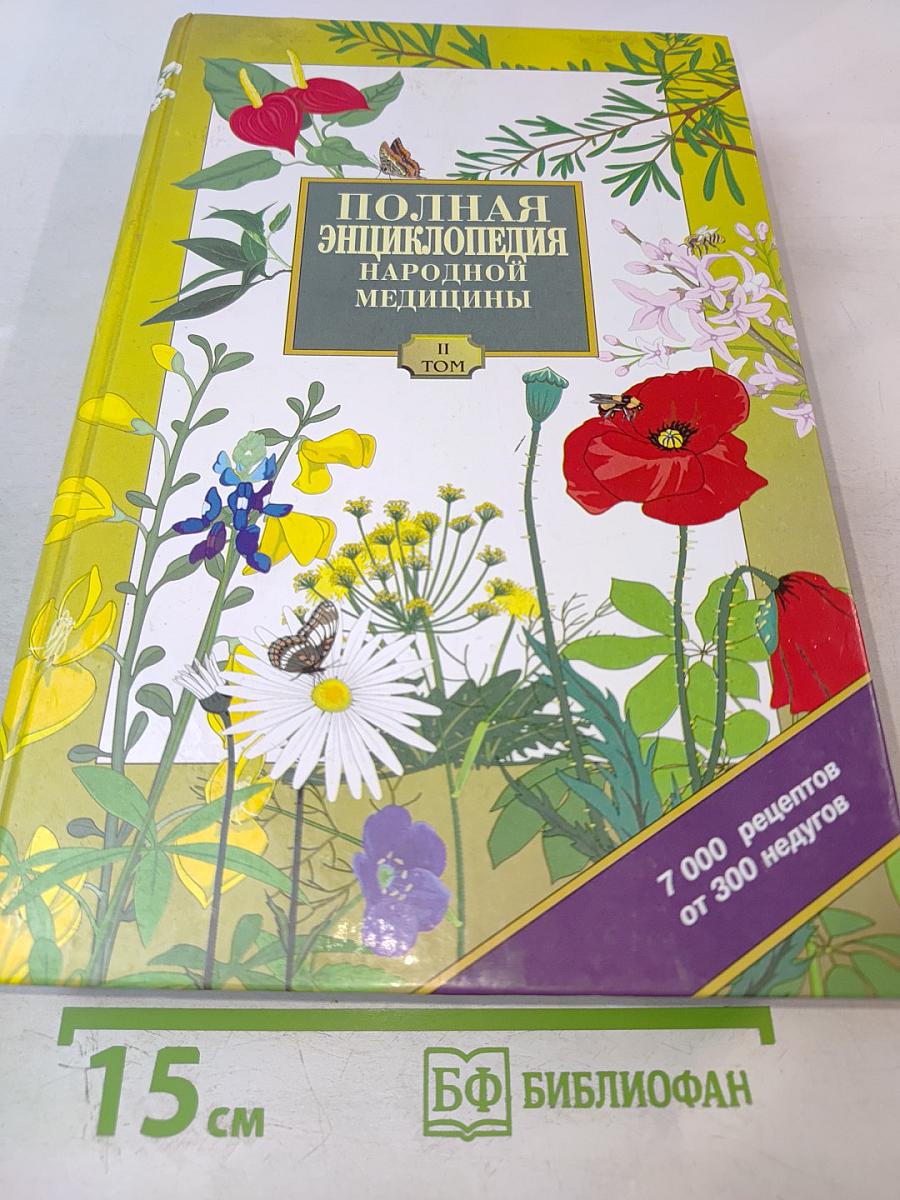 ПОЛНАЯ
ЭНЦИКЛОПЕДИЯ
НАРОДНОЙ
МЕДИЦИНЫ
II
ТОМ
7 000 рецептов
от 300 недугов
15 см
БФ БИБЛИОФАН